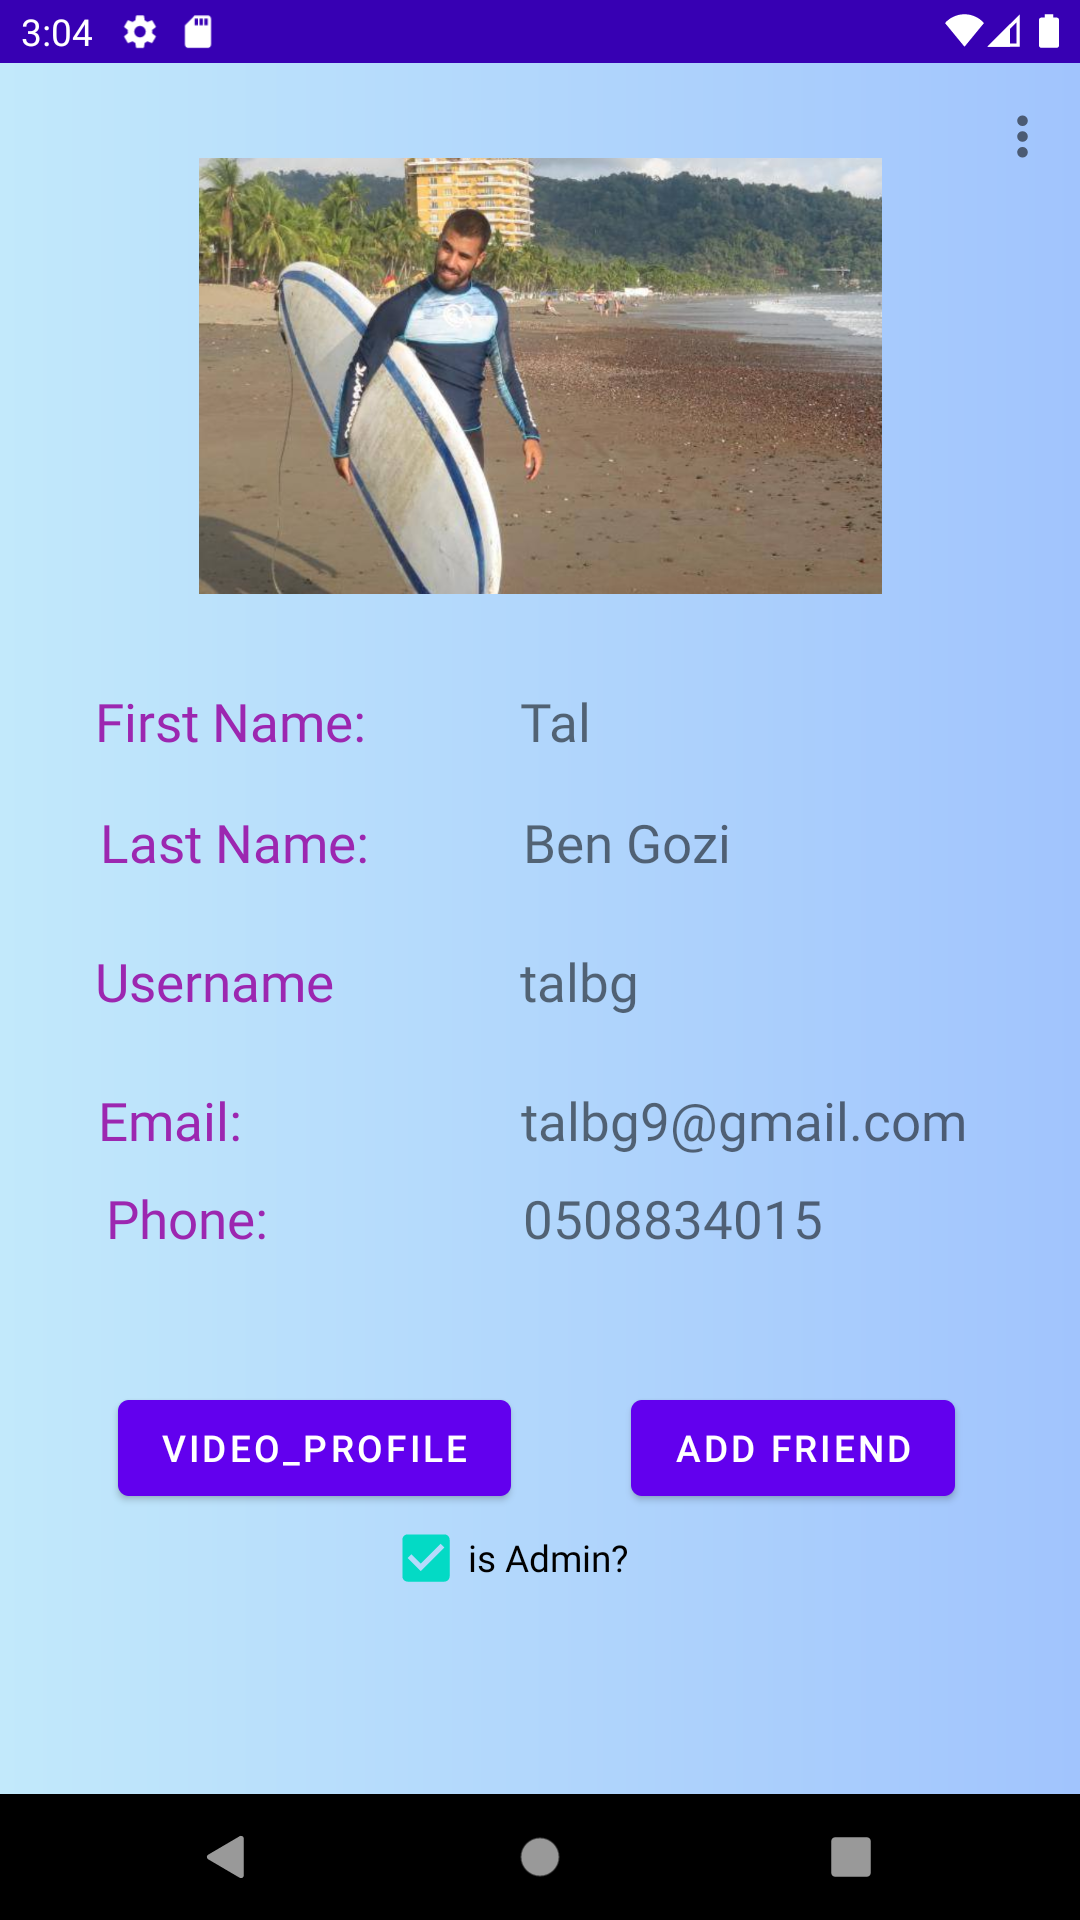 3:04
First Name: Tal
Last Name: Ben Gozi
Username talbg
Email: talbg9@gmail.com
Phone: 0508834015
VIDEO_PROFILE ADD FRIEND
is Admin?